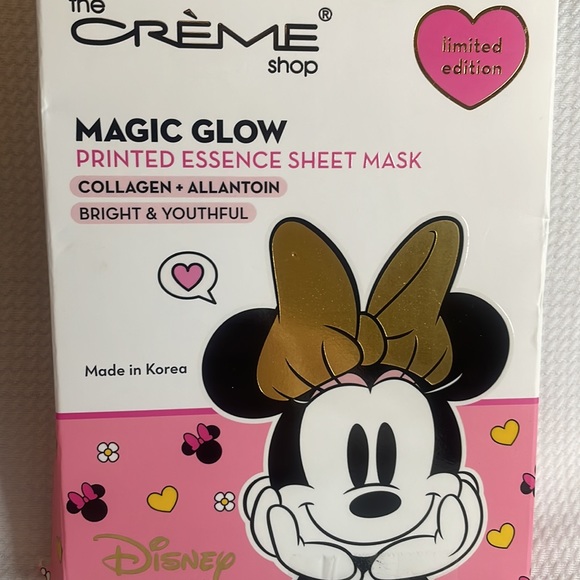 the
CRÈME®
shop
limited
edition
MAGIC GLOW
PRINTED ESSENCE SHEET MASK
COLLAGEN + ALLANTOIN
BRIGHT & YOUTHFUL
Made in Korea
Disney